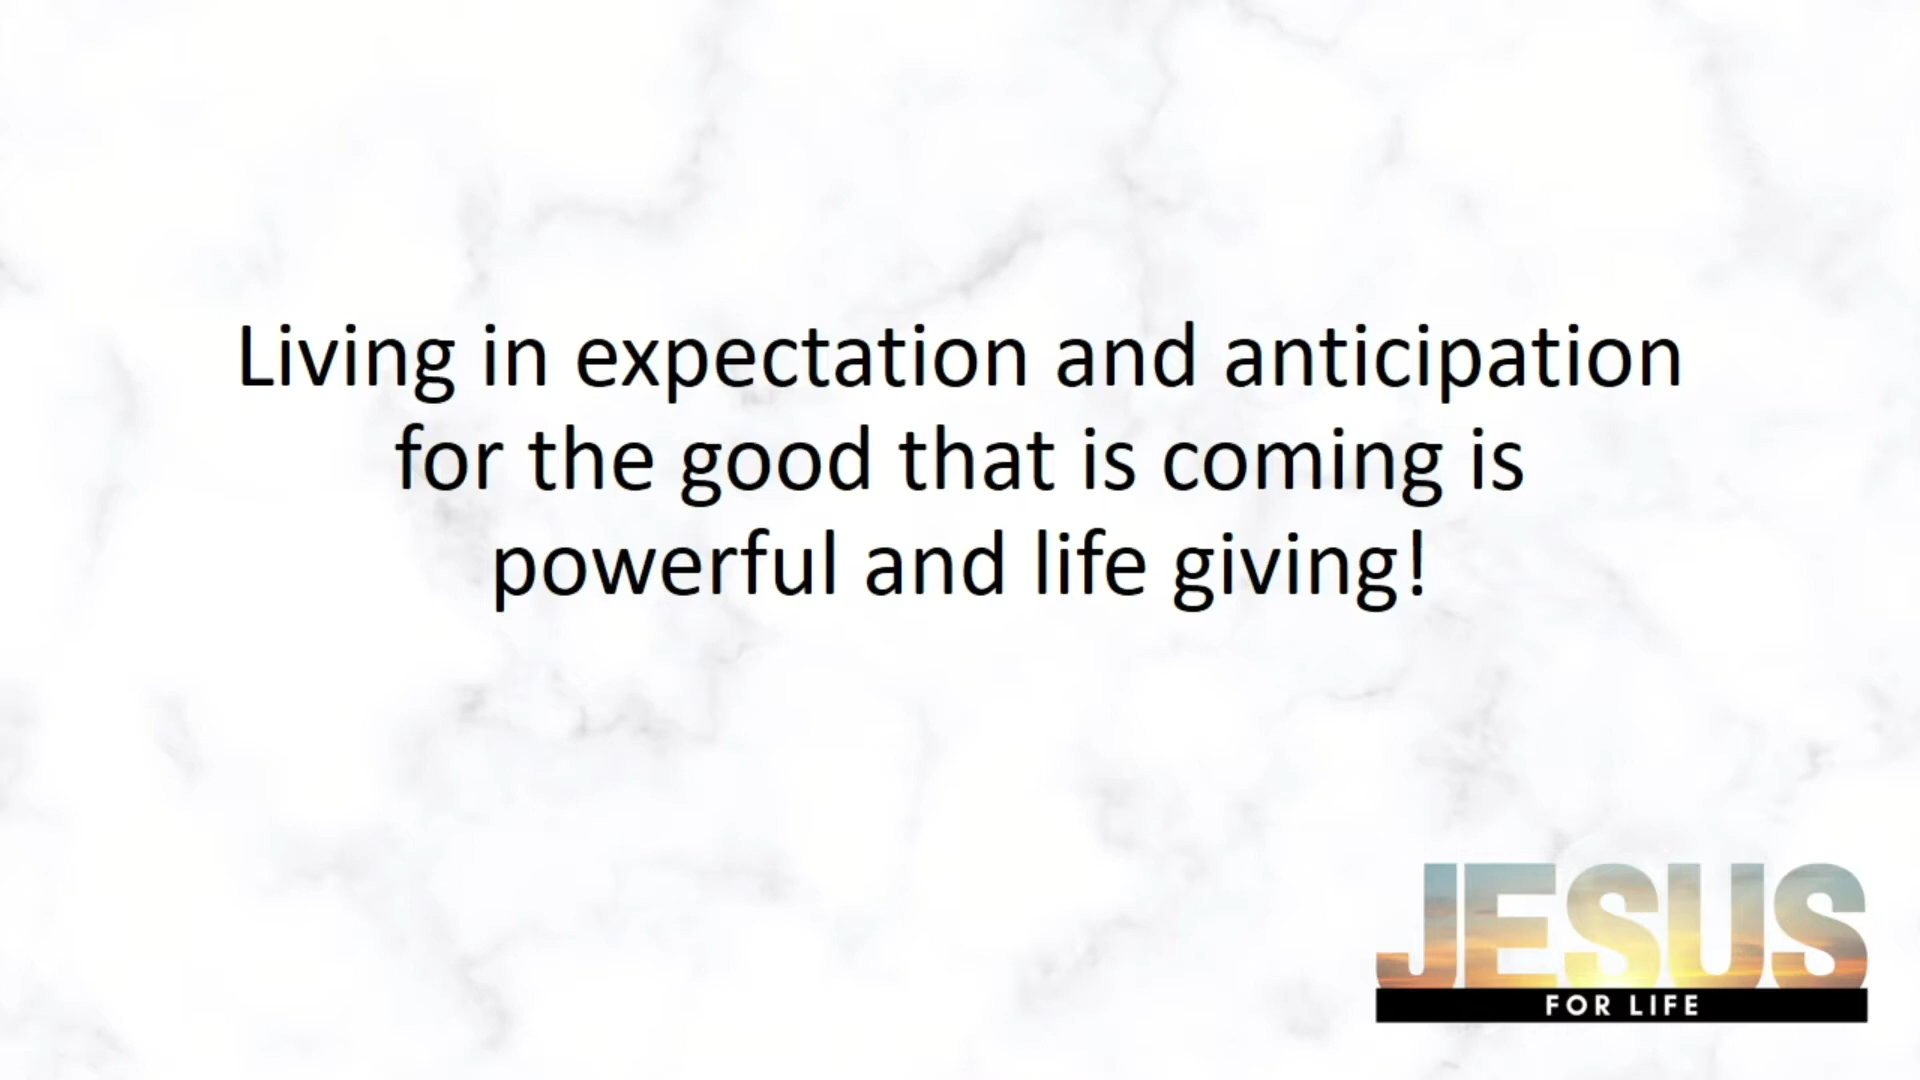 Living in expectation and anticipation
for the good that is coming is
powerful and life giving!
JESUS
FOR LIFE